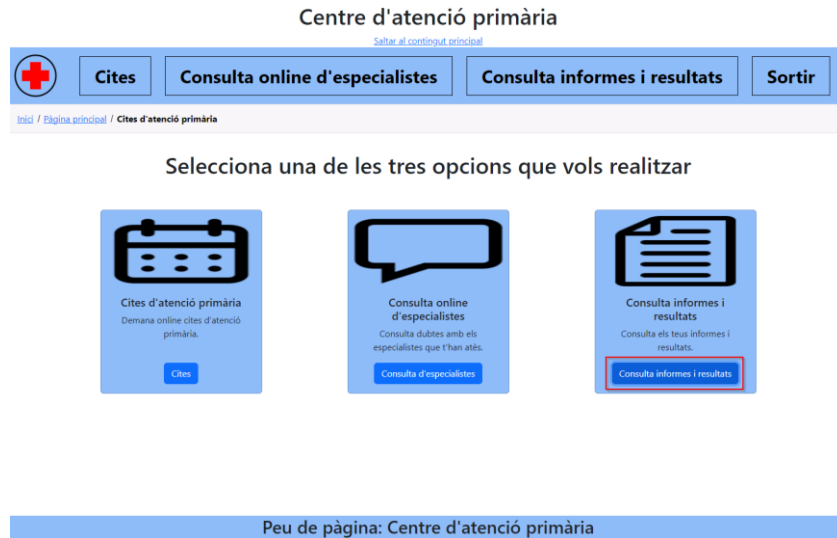 Centre d'atenció primària
Saltar al contingut principal
Cites
Consulta online d'especialistes
Consulta informes i resultats
Sortir
Inici / Pàgina principal / Cites d'atenció primària
Selecciona una de les tres opcions que vols realitzar
Cites d'atenció primària
Demana online cites d'atenció
primària.
Cites
Consulta online
d'especialistes
Consulta dubtes amb els
especialistes que t'han atès.
Consulta d'especialistes
Consulta informes i
resultats
Consulta els teus informes i
resultats.
Consulta informes i resultats
Peu de pàgina: Centre d'atenció primària